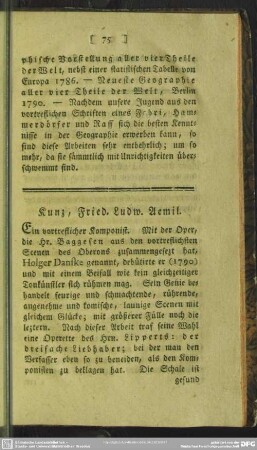 [ 75 ]
phische Vorstellung aller vier Theile
der Welt, nebst einer statistischen Tabelle von
Europa 1786. — Neueste Geographie
aller vier Theile der Welt, Berlin
1790. — Nachdem unsere Jugend aus den
vortreflichen Schriften eines Fabri, Ham-
merdörfer und Raff sich die besten Kennt-
nisse in der Geographie erwerben kann, so
sind diese Arbeiten sehr entbehrlich; um so
mehr, da sie sämmtlich mit Unrichtigkeiten über-
schwemmt sind.
Kunz, Fried. Ludw. Aemil.
Ein vortreflicher Komponist. Mit der Oper,
die Hr. Baggesen aus den vortreflichsten
Scenen des Oberons zusammengesezt hat,
Holger Danske genannt, debütirte er (1790)
und mit einem Beifall wie kein gleichzeitiger
Tonkünstler sich rühmen mag. Sein Genie be-
handelt feurige und schmachtende, rührende,
angenehme und komische, launige Scenen mit
gleichem Glücke; mit größerer Fülle noch die
leztern. Nach dieser Arbeit traf seine Wahl
eine Operette des Hrn. Lipperts: der
dreifache Liebhaber; bei der man den
Verfasser eben so zu beneiden, als den Kom-
ponisten zu beklagen hat. Die Schale ist
gesund